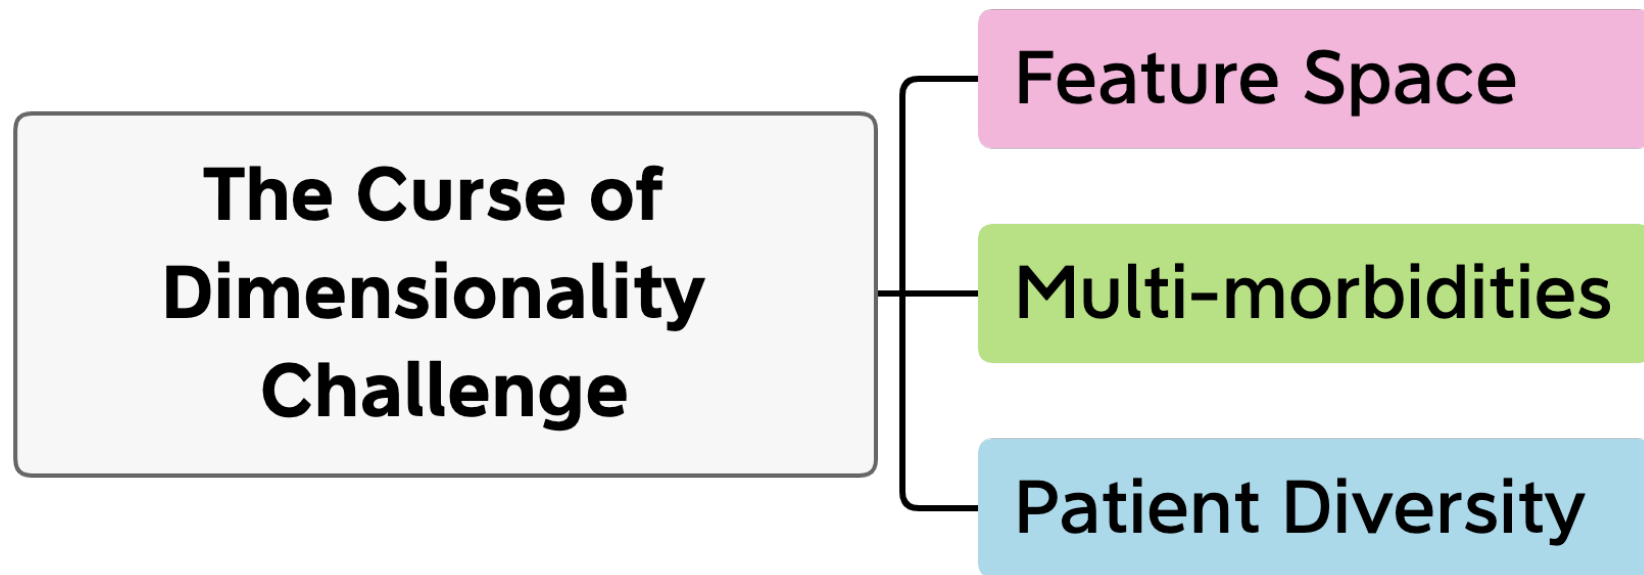 The Curse of
Dimensionality
Challenge
Feature Space
Multi-morbidities
Patient Diversity